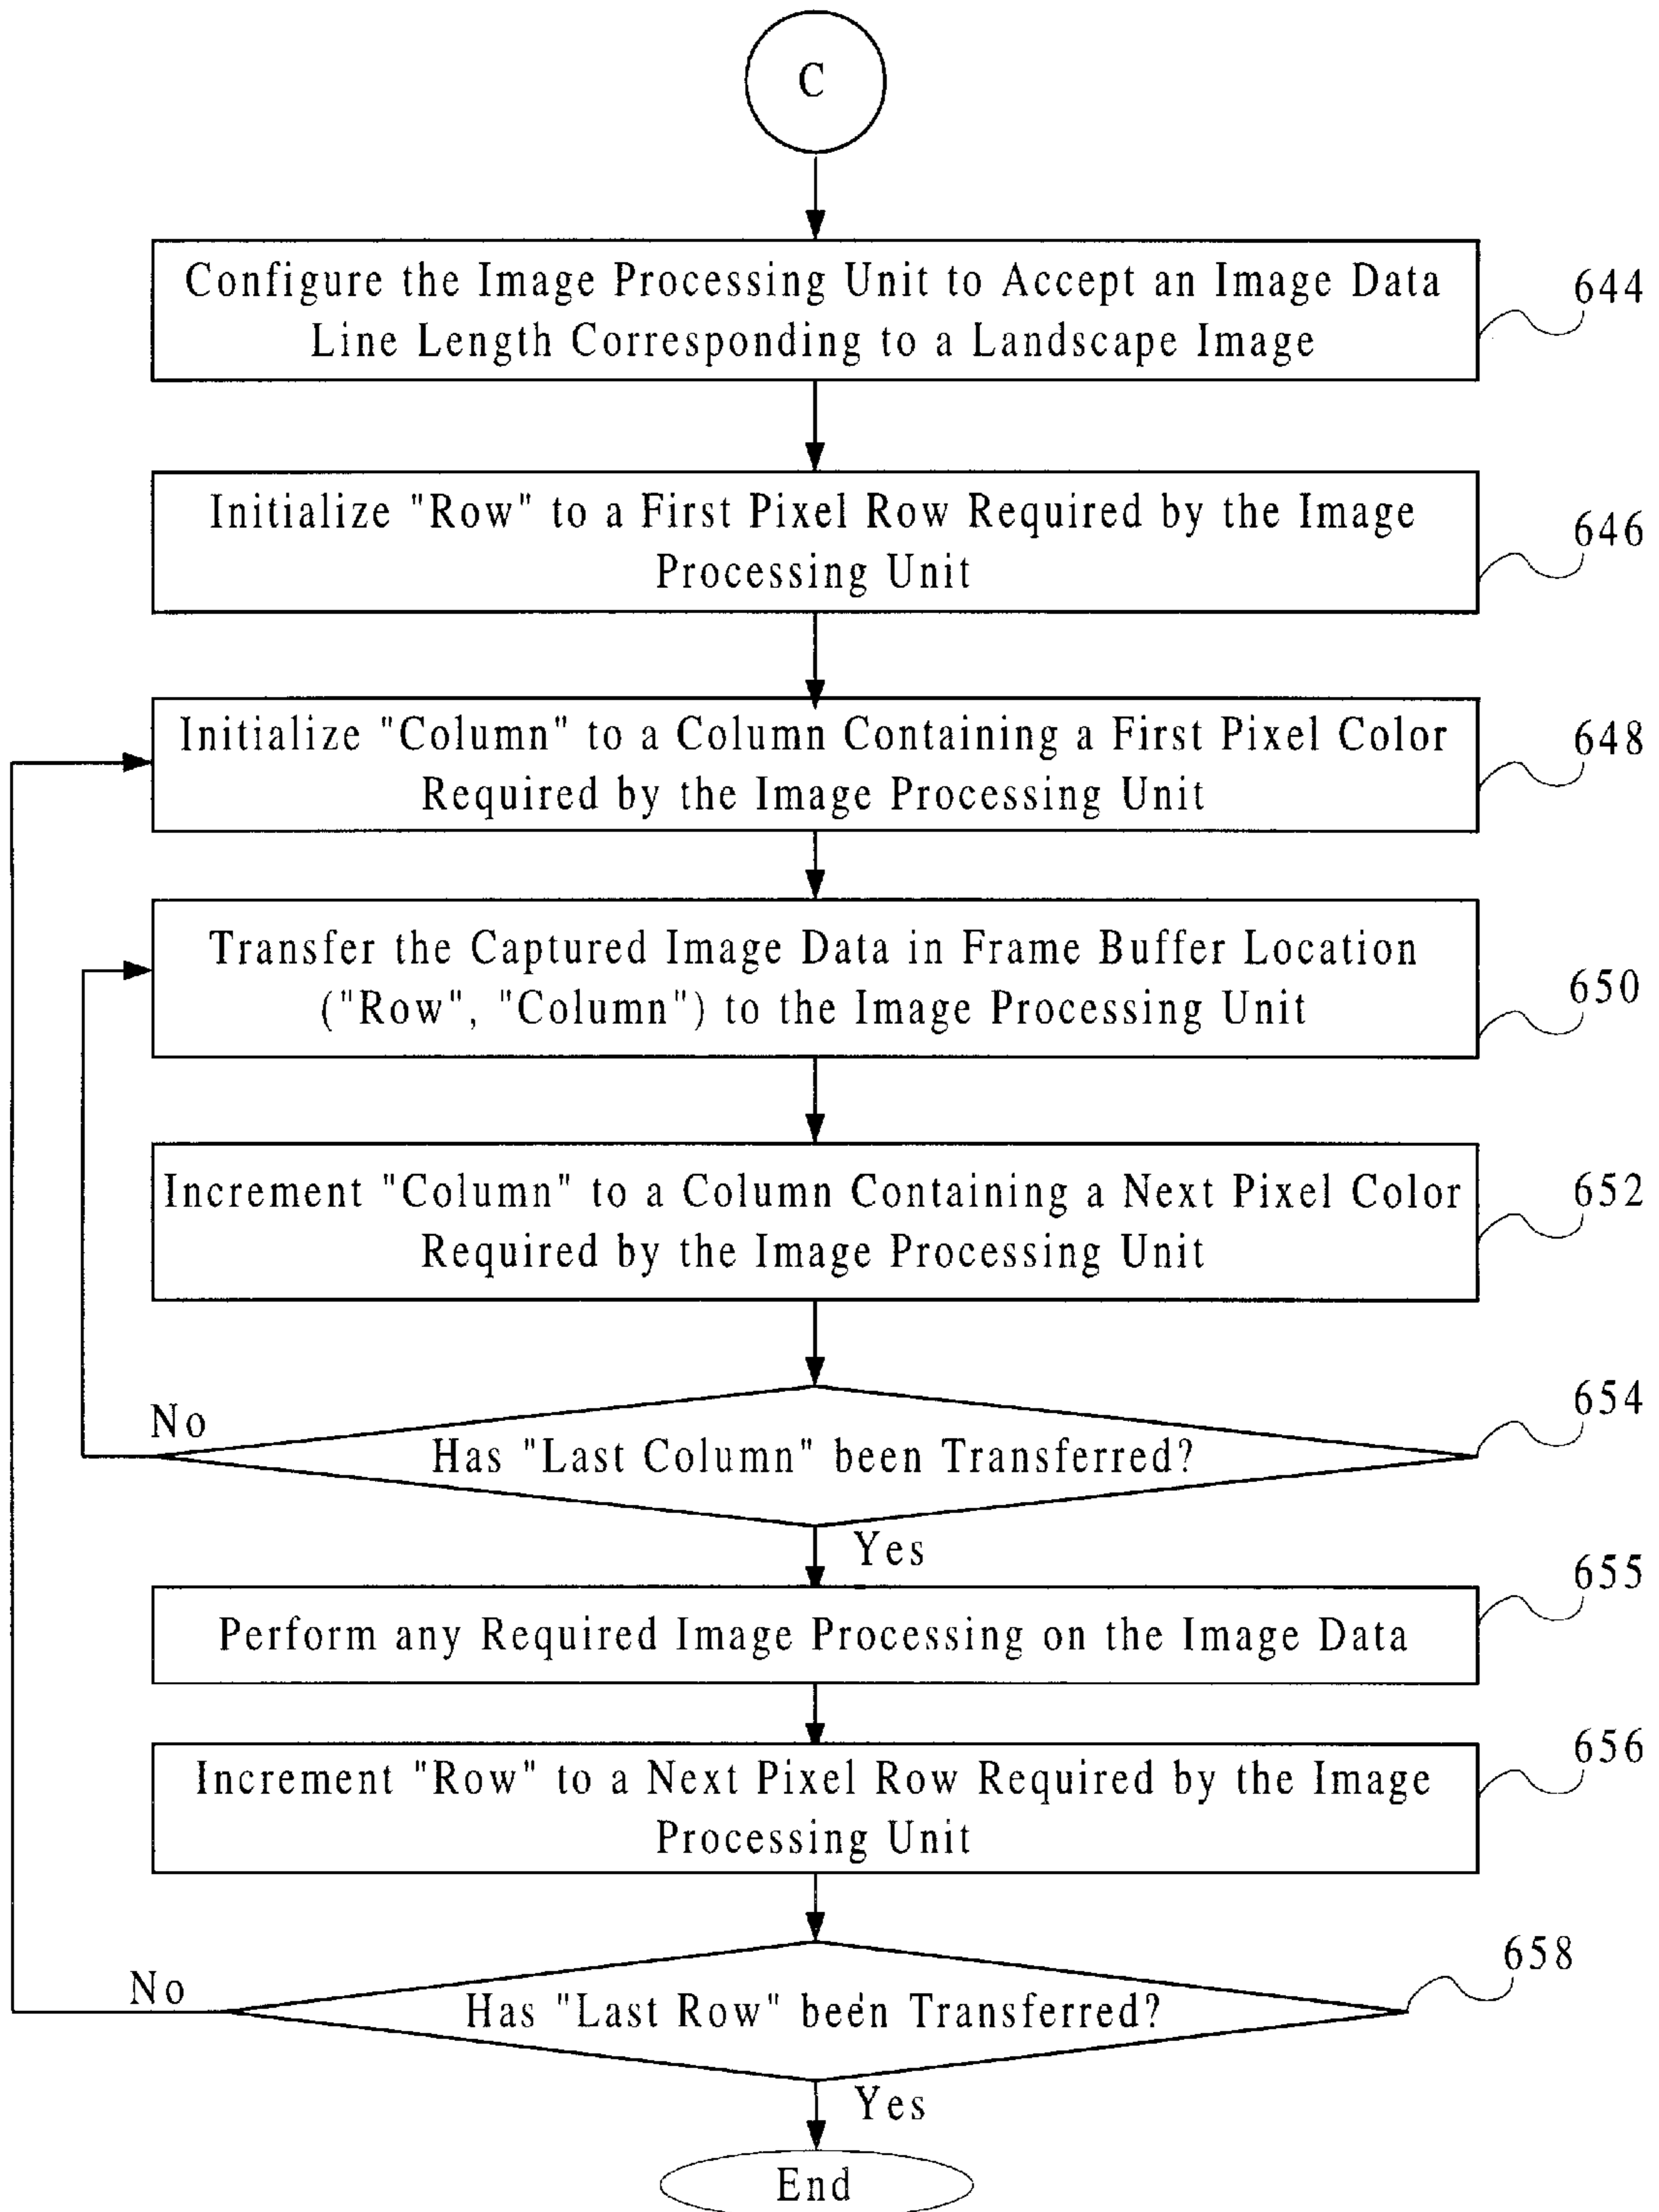 C
Configure the Image Processing Unit to Accept an Image Data
Line Length Corresponding to a Landscape Image
644
Initialize "Row" to a First Pixel Row Required by the Image
Processing Unit
646
Initialize "Column" to a Column Containing a First Pixel Color
Required by the Image Processing Unit
648
Transfer the Captured Image Data in Frame Buffer Location
("Row", "Column") to the Image Processing Unit
650
Increment "Column" to a Column Containing a Next Pixel Color
Required by the Image Processing Unit
652
No
Has "Last Column" been Transferred?
654
Yes
Perform any Required Image Processing on the Image Data
655
Increment "Row" to a Next Pixel Row Required by the Image
Processing Unit
656
No
Has "Last Row" been Transferred?
658
Yes
End